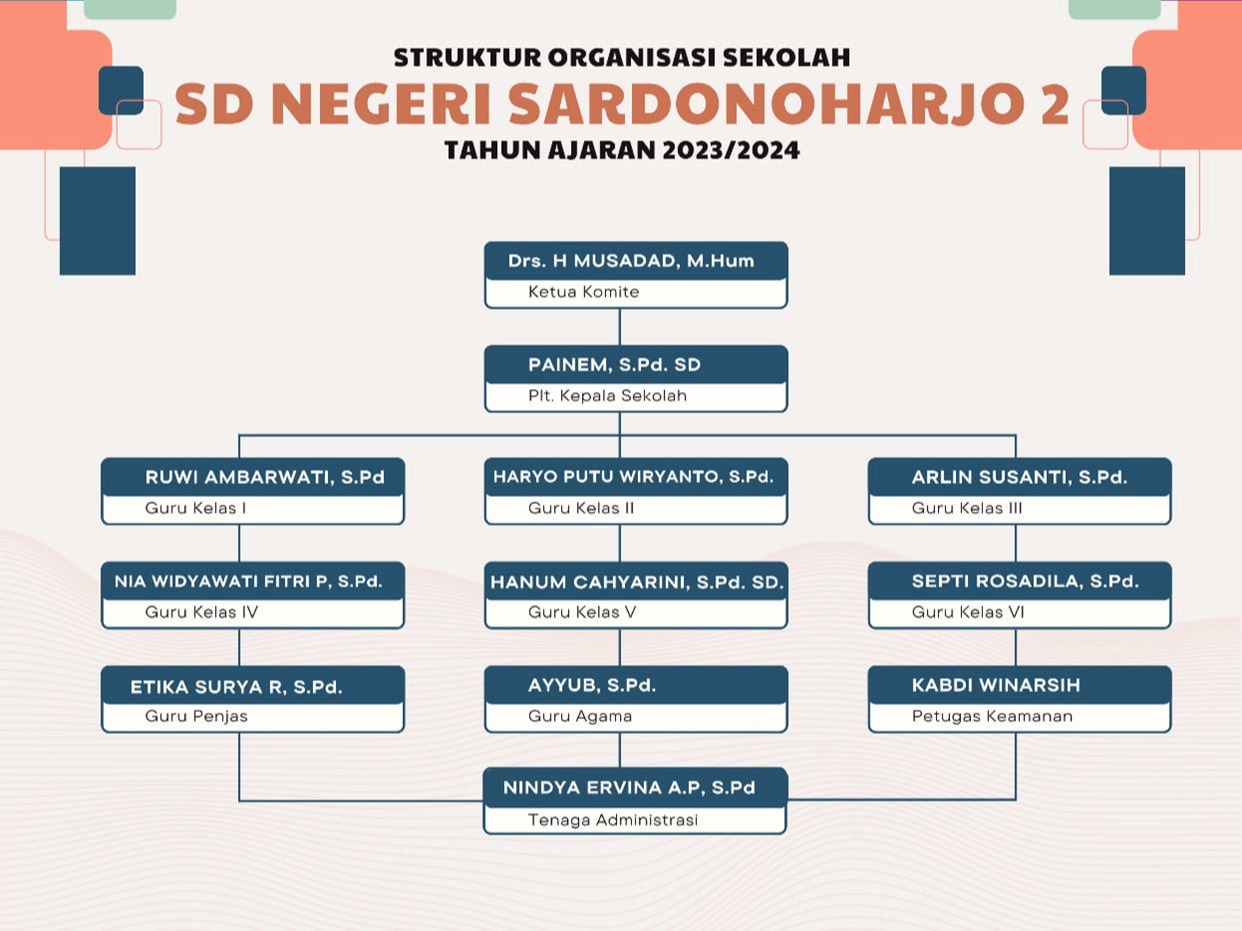 STRUKTUR ORGANISASI SEKOLAH
SD NEGERI SARDONOHARJO 2
TAHUN AJARAN 2023/2024
Drs. H MUSADAD, M.Hum
Ketua Komite
PAINEM, S.Pd. SD
Plt. Kepala Sekolah
RUWI AMBARWATI, S.Pd
Guru Kelas I
HARYO PUTU WIRYANTO, S.Pd.
Guru Kelas II
ARLIN SUSANTI, S.Pd.
Guru Kelas III
NIA WIDYAWATI FITRI P, S.Pd.
Guru Kelas IV
HANUM CAHYARINI, S.Pd. SD.
Guru Kelas V
SEPTI ROSADILA, S.Pd.
Guru Kelas VI
ETIKA SURYA R, S.Pd.
Guru Penjas
AYYUB, S.Pd.
Guru Agama
KABDI WINARSIH
Petugas Keamanan
NINDYA ERVINA A.P, S.Pd
Tenaga Administrasi